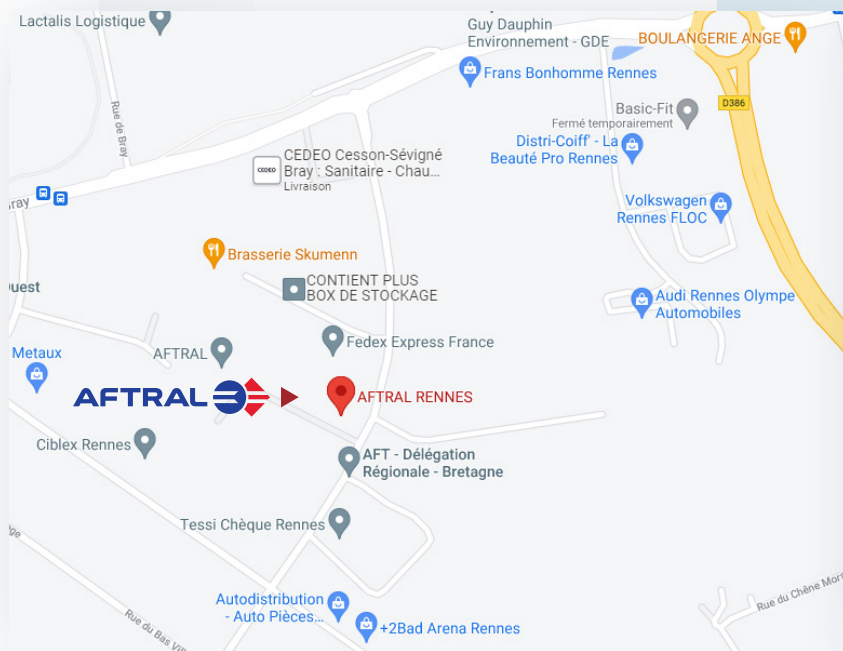 Lactalis Logistique
Guy Dauphin
Environnement - GDE
BOULANGERIE ANGE
Frans Bonhomme Rennes
Rue de Bray
D386
Basic-Fit
Fermé temporairement
Distri-Coiff' - La
Beauté Pro Rennes
CEDEO
CEDEO Cesson-Sévigné
Bray : Sanitaire - Chau...
Livraison
Bray
Volkswagen
Rennes FLOC
Brasserie Skumenn
CONTIENT PLUS
BOX DE STOCKAGE
Ouest
Audi Rennes Olympe
Automobiles
Fedex Express France
Metaux
AFTRAL
AFTRAL
AFTRAL RENNES
Ciblex Rennes
AFT - Délégation
Régionale - Bretagne
Tessi Chèque Rennes
Autodistribution
- Auto Pièces...
+2Bad Arena Rennes
Rue du Bas Vil
Rue du Chêne Mor